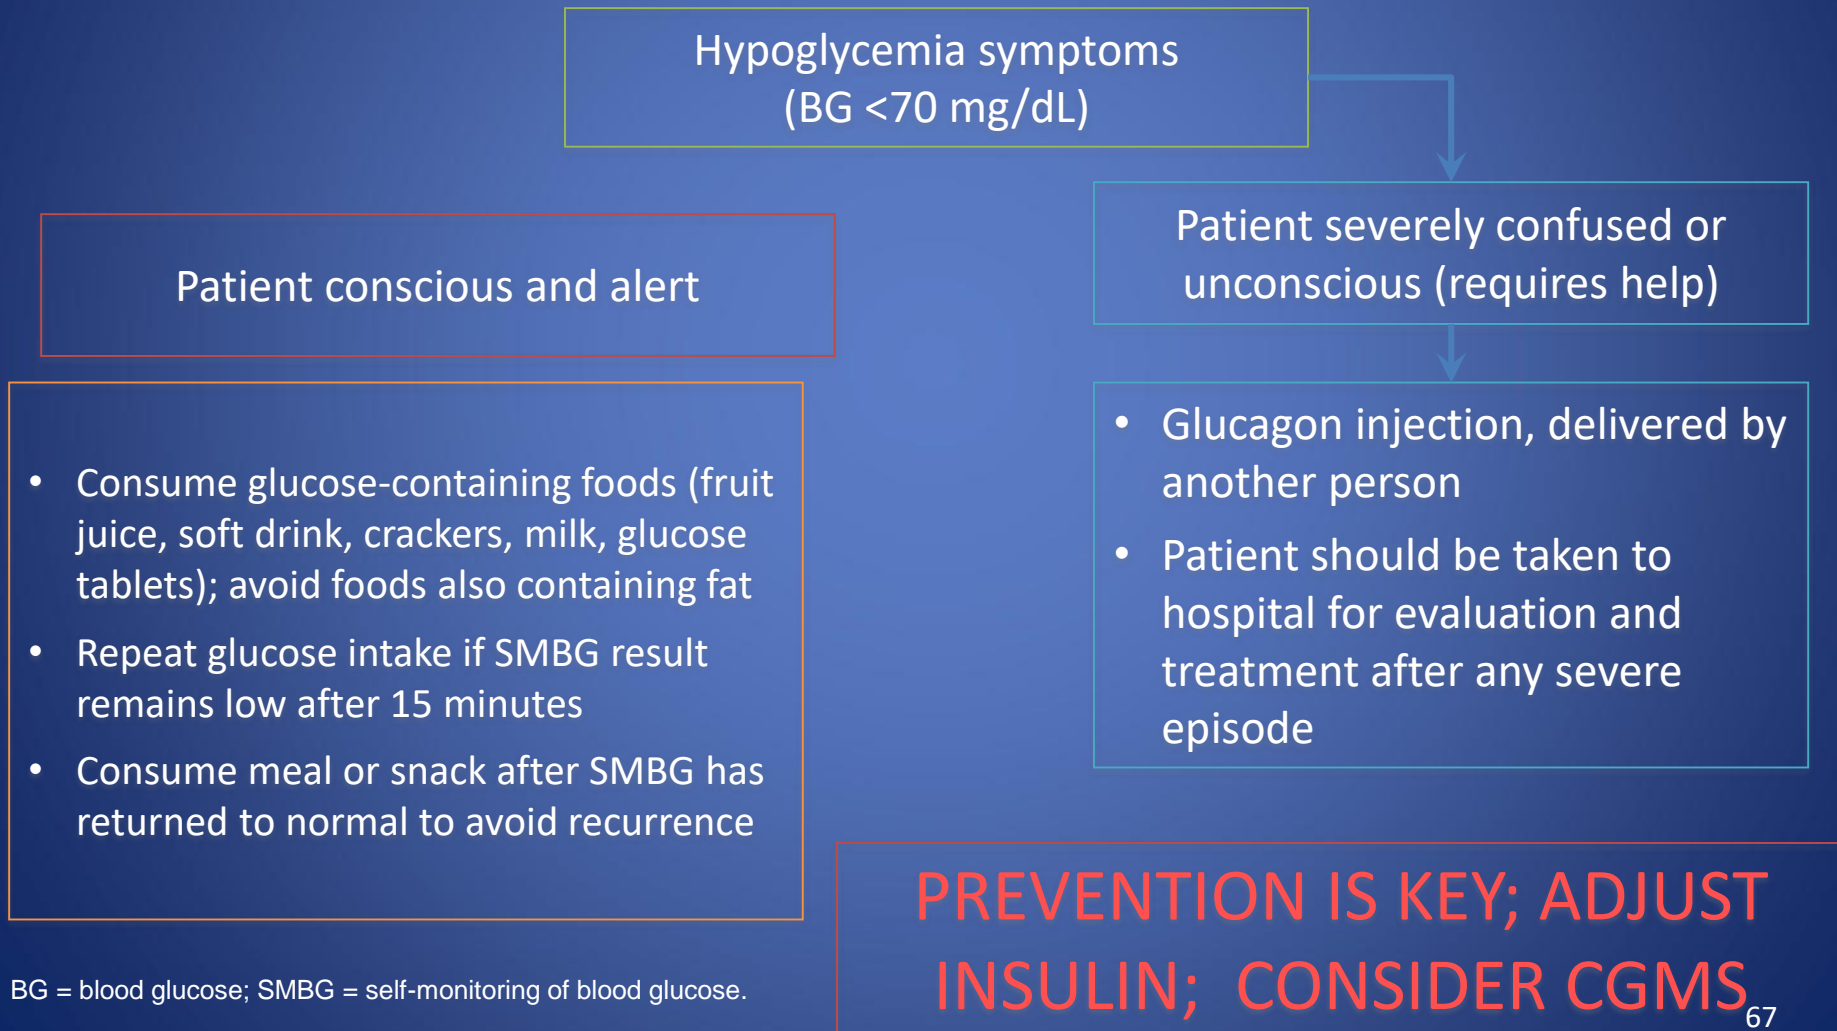 Hypoglycemia symptoms
(BG <70 mg/dL)
Patient conscious and alert
• Consume glucose-containing foods (fruit
juice, soft drink, crackers, milk, glucose
tablets); avoid foods also containing fat
• Repeat glucose intake if SMBG result
remains low after 15 minutes
• Consume meal or snack after SMBG has
returned to normal to avoid recurrence
Patient severely confused or
unconscious (requires help)
• Glucagon injection, delivered by
another person
• Patient should be taken to
hospital for evaluation and
treatment after any severe
episode
PREVENTION IS KEY; ADJUST
INSULIN;  CONSIDER CGMS
BG = blood glucose; SMBG = self-monitoring of blood glucose.
67